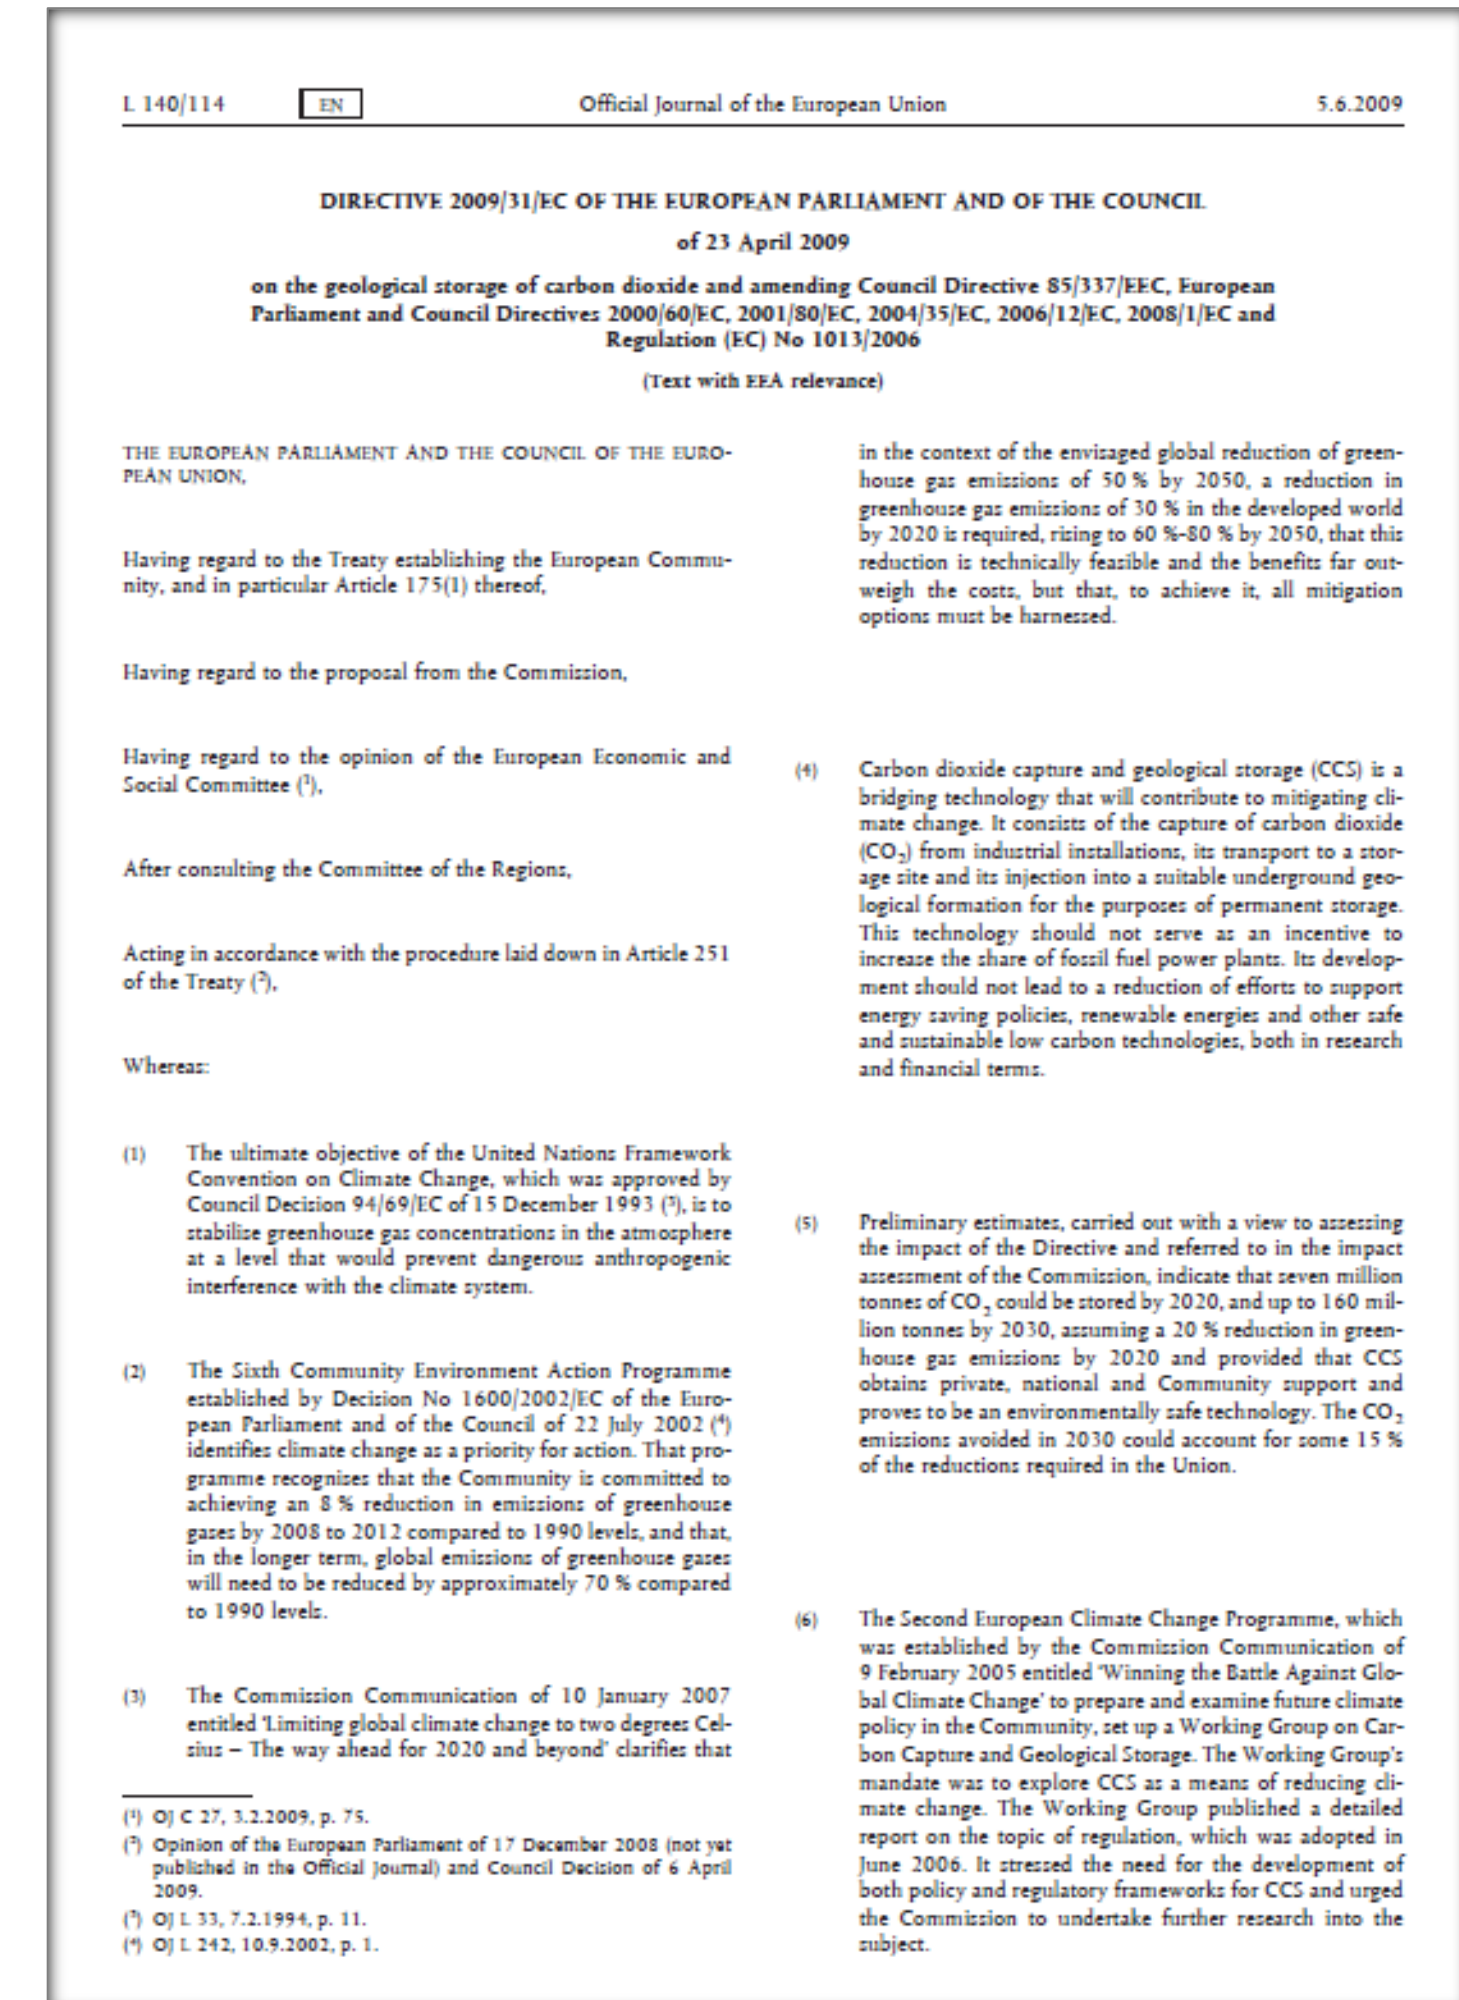 L 140/114 EN Official Journal of the European Union 5.6.2009
DIRECTIVE 2009/31/EC OF THE EUROPEAN PARLIAMENT AND OF THE COUNCIL
of 23 April 2009
on the geological storage of carbon dioxide and amending Council Directive 85/337/EEC, European
Parliament and Council Directives 2000/60/EC, 2001/80/EC, 2004/35/EC, 2006/12/EC, 2008/1/EC and
Regulation (EC) No 1013/2006
(Text with EEA relevance)
THE EUROPEAN PARLIAMENT AND THE COUNCIL OF THE EURO-
PEAN UNION,
Having regard to the Treaty establishing the European Commu-
nity, and in particular Article 175(1) thereof,
Having regard to the proposal from the Commission,
Having regard to the opinion of the European Economic and
Social Committee (¹),
After consulting the Committee of the Regions,
Acting in accordance with the procedure laid down in Article 251
of the Treaty (²),
Whereas:
(1) The ultimate objective of the United Nations Framework
Convention on Climate Change, which was approved by
Council Decision 94/69/EC of 15 December 1993 (³), is to
stabilise greenhouse gas concentrations in the atmosphere
at a level that would prevent dangerous anthropogenic
interference with the climate system.
(2) The Sixth Community Environment Action Programme
established by Decision No 1600/2002/EC of the Euro-
pean Parliament and of the Council of 22 July 2002 (⁴)
identifies climate change as a priority for action. That pro-
gramme recognises that the Community is committed to
achieving an 8 % reduction in emissions of greenhouse
gases by 2008 to 2012 compared to 1990 levels, and that,
in the longer term, global emissions of greenhouse gases
will need to be reduced by approximately 70 % compared
to 1990 levels.
(3) The Commission Communication of 10 January 2007
entitled ‘Limiting global climate change to two degrees Cel-
sius – The way ahead for 2020 and beyond’ clarifies that
(¹) OJ C 27, 3.2.2009, p. 75.
(²) Opinion of the European Parliament of 17 December 2008 (not yet
published in the Official Journal) and Council Decision of 6 April
2009.
(³) OJ L 33, 7.2.1994, p. 11.
(⁴) OJ L 242, 10.9.2002, p. 1.
in the context of the envisaged global reduction of green-
house gas emissions of 50 % by 2050, a reduction in
greenhouse gas emissions of 30 % in the developed world
by 2020 is required, rising to 60 %-80 % by 2050, that this
reduction is technically feasible and the benefits far out-
weigh the costs, but that, to achieve it, all mitigation
options must be harnessed.
(4) Carbon dioxide capture and geological storage (CCS) is a
bridging technology that will contribute to mitigating cli-
mate change. It consists of the capture of carbon dioxide
(CO₂) from industrial installations, its transport to a stor-
age site and its injection into a suitable underground geo-
logical formation for the purposes of permanent storage.
This technology should not serve as an incentive to
increase the share of fossil fuel power plants. Its develop-
ment should not lead to a reduction of efforts to support
energy saving policies, renewable energies and other safe
and sustainable low carbon technologies, both in research
and financial terms.
(5) Preliminary estimates, carried out with a view to assessing
the impact of the Directive and referred to in the impact
assessment of the Commission, indicate that seven million
tonnes of CO₂ could be stored by 2020, and up to 160 mil-
lion tonnes by 2030, assuming a 20 % reduction in green-
house gas emissions by 2020 and provided that CCS
obtains private, national and Community support and
proves to be an environmentally safe technology. The CO₂
emissions avoided in 2030 could account for some 15 %
of the reductions required in the Union.
(6) The Second European Climate Change Programme, which
was established by the Commission Communication of
9 February 2005 entitled ‘Winning the Battle Against Glo-
bal Climate Change’ to prepare and examine future climate
policy in the Community, set up a Working Group on Car-
bon Capture and Geological Storage. The Working Group’s
mandate was to explore CCS as a means of reducing cli-
mate change. The Working Group published a detailed
report on the topic of regulation, which was adopted in
June 2006. It stressed the need for the development of
both policy and regulatory frameworks for CCS and urged
the Commission to undertake further research into the
subject.